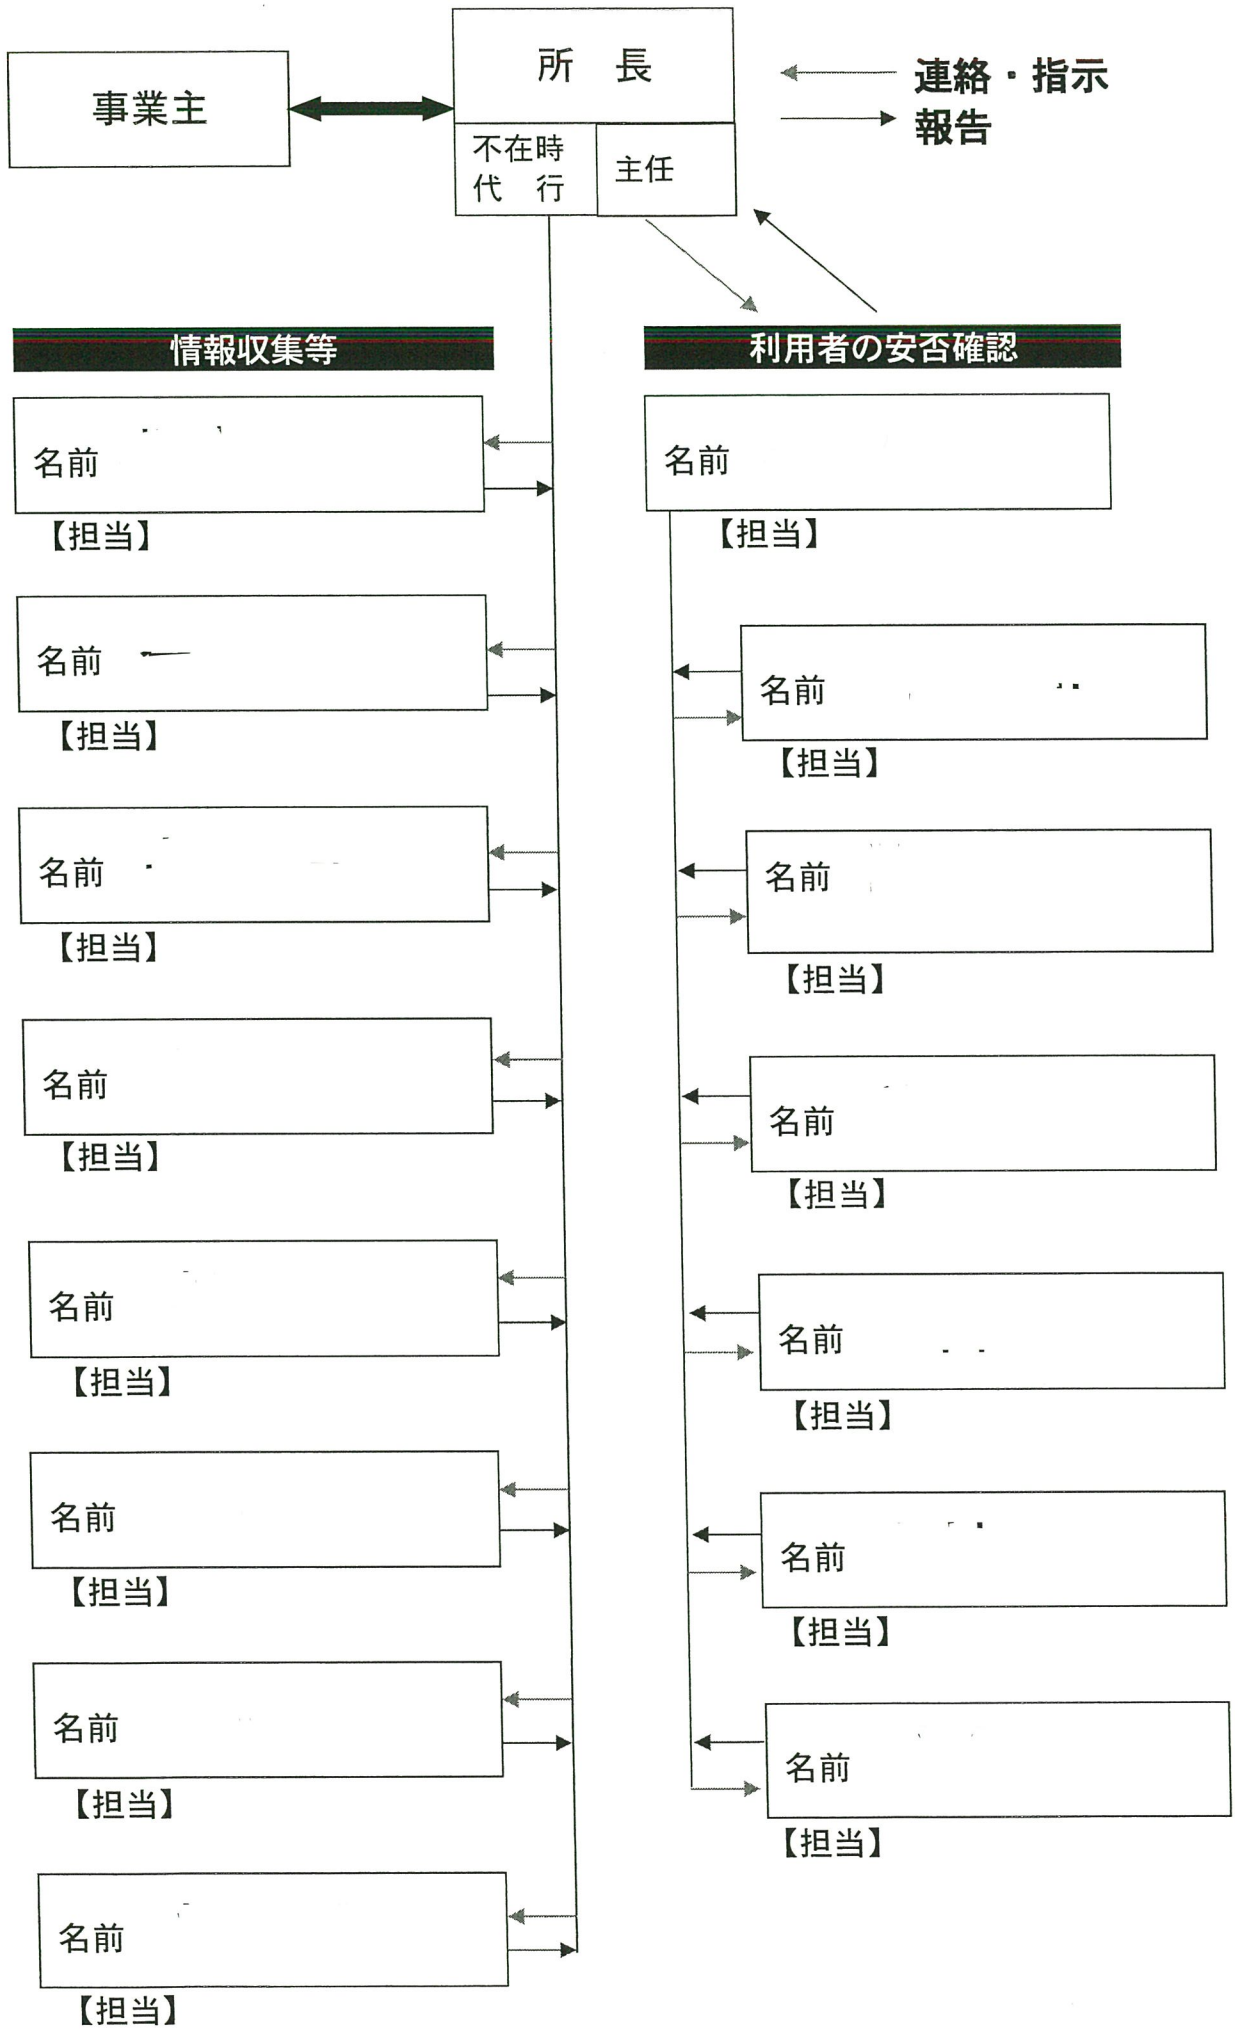 所　長
事業主
連絡・指示
報告
不在時
代　行
主任
情報収集等
名前
【担当】
名前
【担当】
名前
【担当】
名前
【担当】
名前
【担当】
名前
【担当】
名前
【担当】
名前
【担当】
利用者の安否確認
名前
【担当】
名前
【担当】
名前
【担当】
名前
【担当】
名前
【担当】
名前
【担当】
名前
【担当】